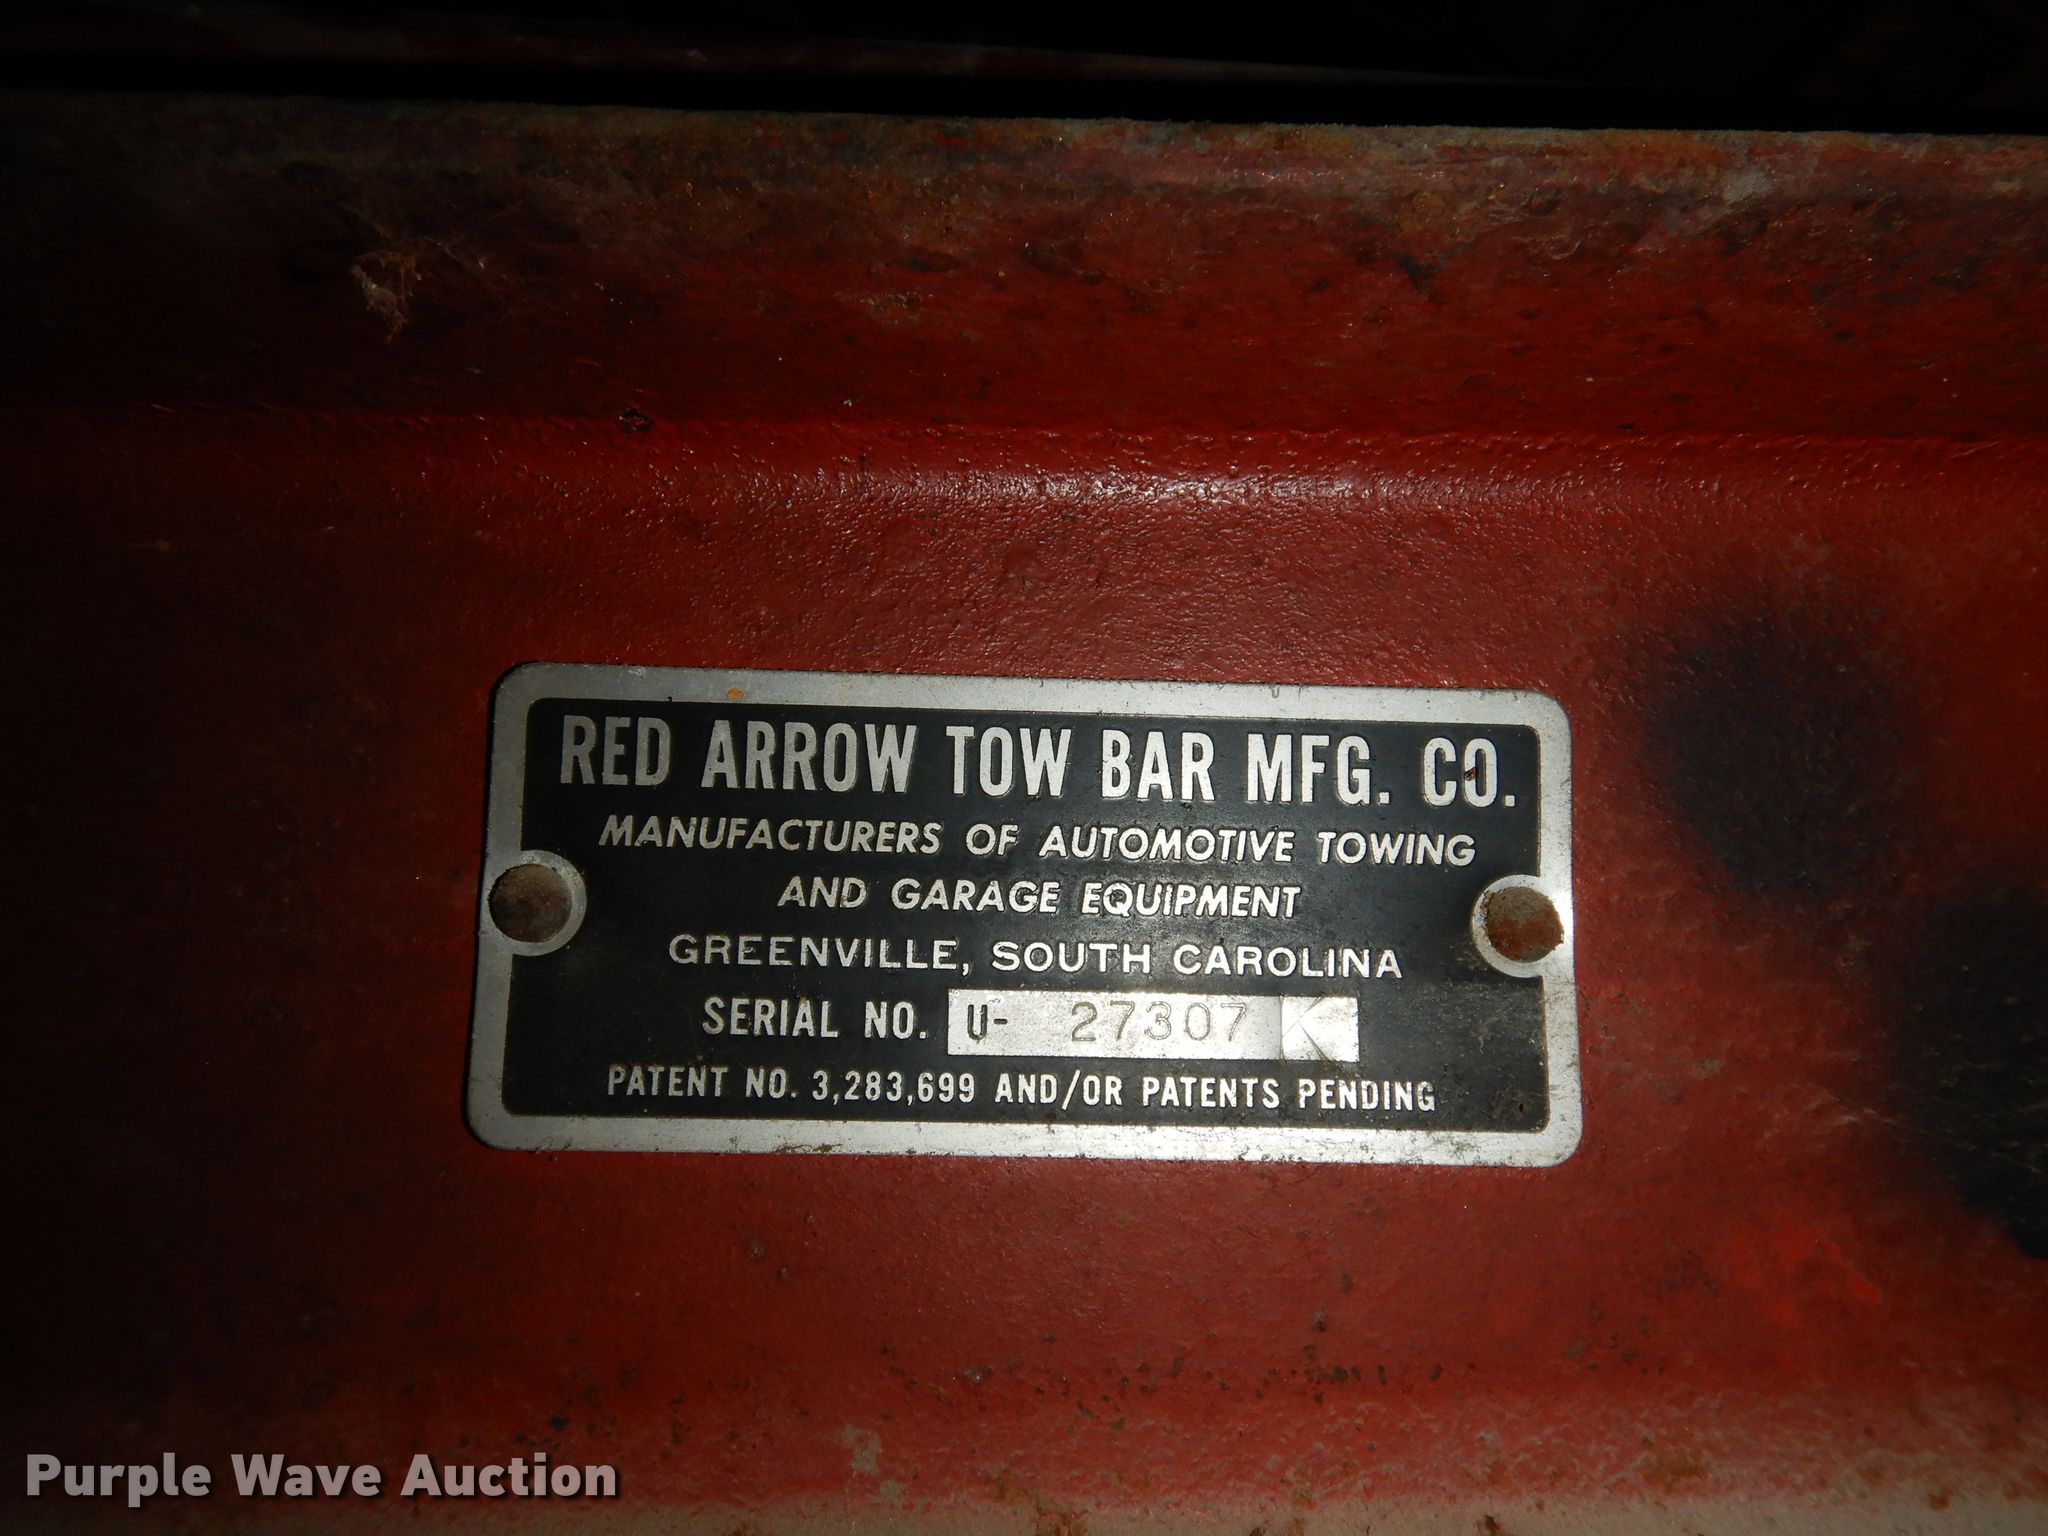 RED ARROW TOW BAR MFG. CO.
MANUFACTURERS OF AUTOMOTIVE TOWING
AND GARAGE EQUIPMENT
GREENVILLE, SOUTH CAROLINA
SERIAL NO. U- 27307 K
PATENT NO. 3,283,699 AND/OR PATENTS PENDING
Purple Wave Auction